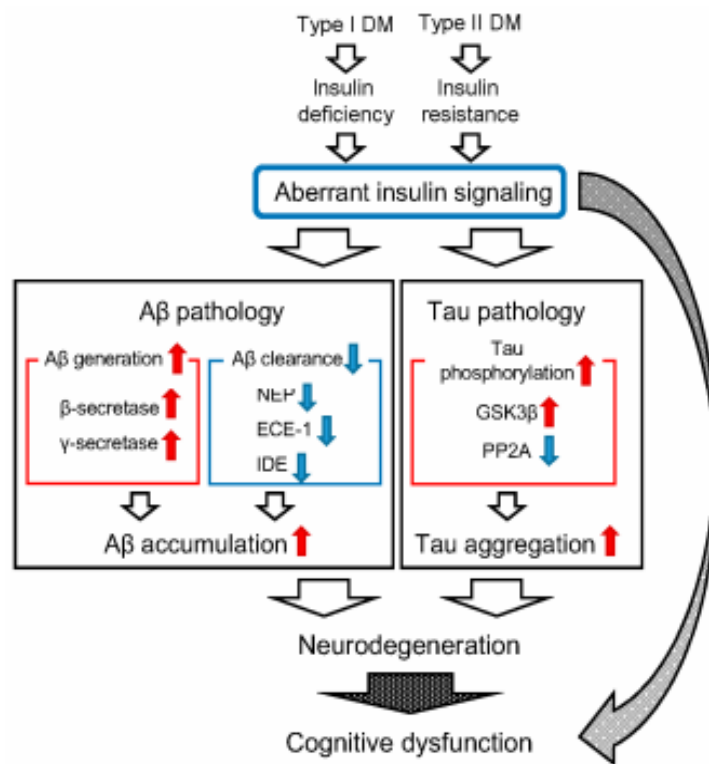 Type I DM
Type II DM
Insulin
deficiency
Insulin
resistance
Aberrant insulin signaling
Aβ pathology
Aβ generation
β-secretase
γ-secretase
Aβ clearance
NEP
ECE-1
IDE
Aβ accumulation
Tau pathology
Tau
phosphorylation
GSK3β
PP2A
Tau aggregation
Neurodegeneration
Cognitive dysfunction